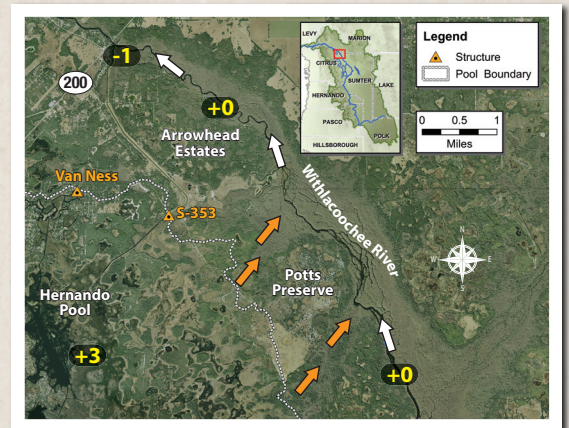 -1
200
+0
Arrowhead
Estates
Van Ness
S-353
Withlacoochee River
Potts
Preserve
Hernando
Pool
+3
+0
LEVY
MARION
CITRUS
SUMTER
LAKE
HERNANDO
PASCO
POLK
HILLSBOROUGH
Legend
Structure
Pool Boundary
0 0.5 1
Miles
N
W E
S